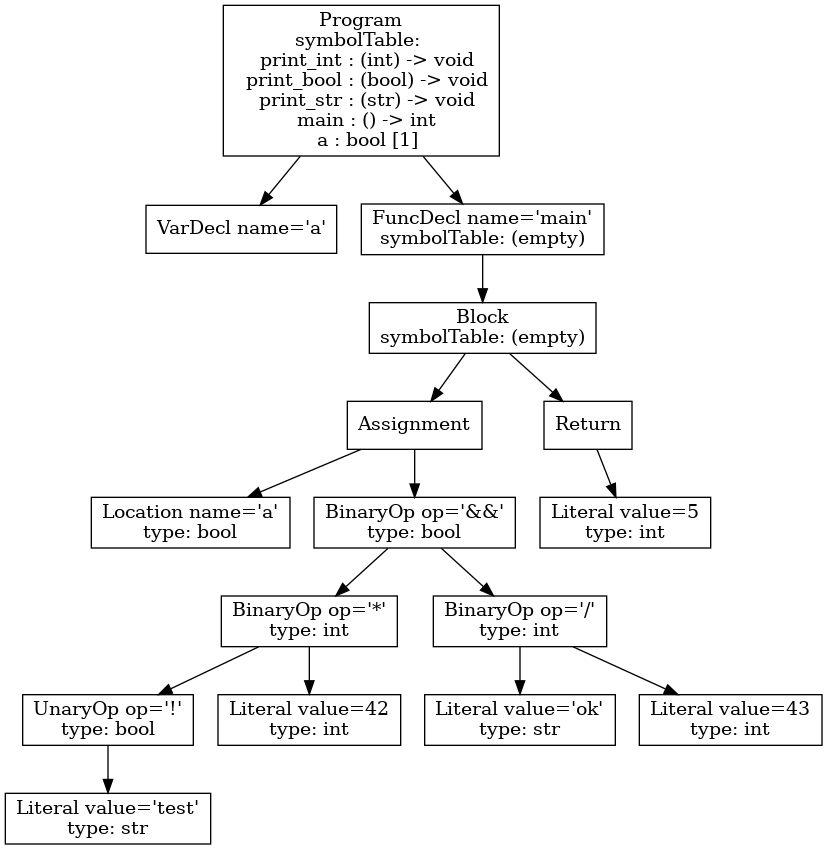 Program
symbolTable:
print_int : (int) -> void
print_bool : (bool) -> void
print_str : (str) -> void
main : () -> int
a : bool [1]
VarDecl name='a'
FuncDecl name='main'
symbolTable: (empty)
Block
symbolTable: (empty)
Assignment
Return
Location name='a'
type: bool
BinaryOp op='&&'
type: bool
Literal value=5
type: int
BinaryOp op='*'
type: int
BinaryOp op='/'
type: int
UnaryOp op='!'
type: bool
Literal value=42
type: int
Literal value='ok'
type: str
Literal value=43
type: int
Literal value='test'
type: str